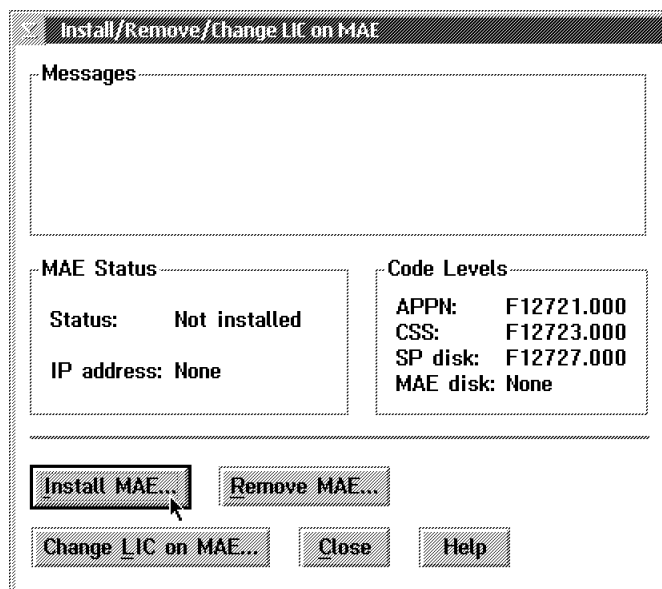 Install/Remove/Change LIC on MAE
Messages
MAE Status
Status: Not installed
IP address: None
Code Levels
APPN: F12721.000
CSS: F12723.000
SP disk: F12727.000
MAE disk: None
Install MAE...
Remove MAE...
Change LIC on MAE...
Close
Help